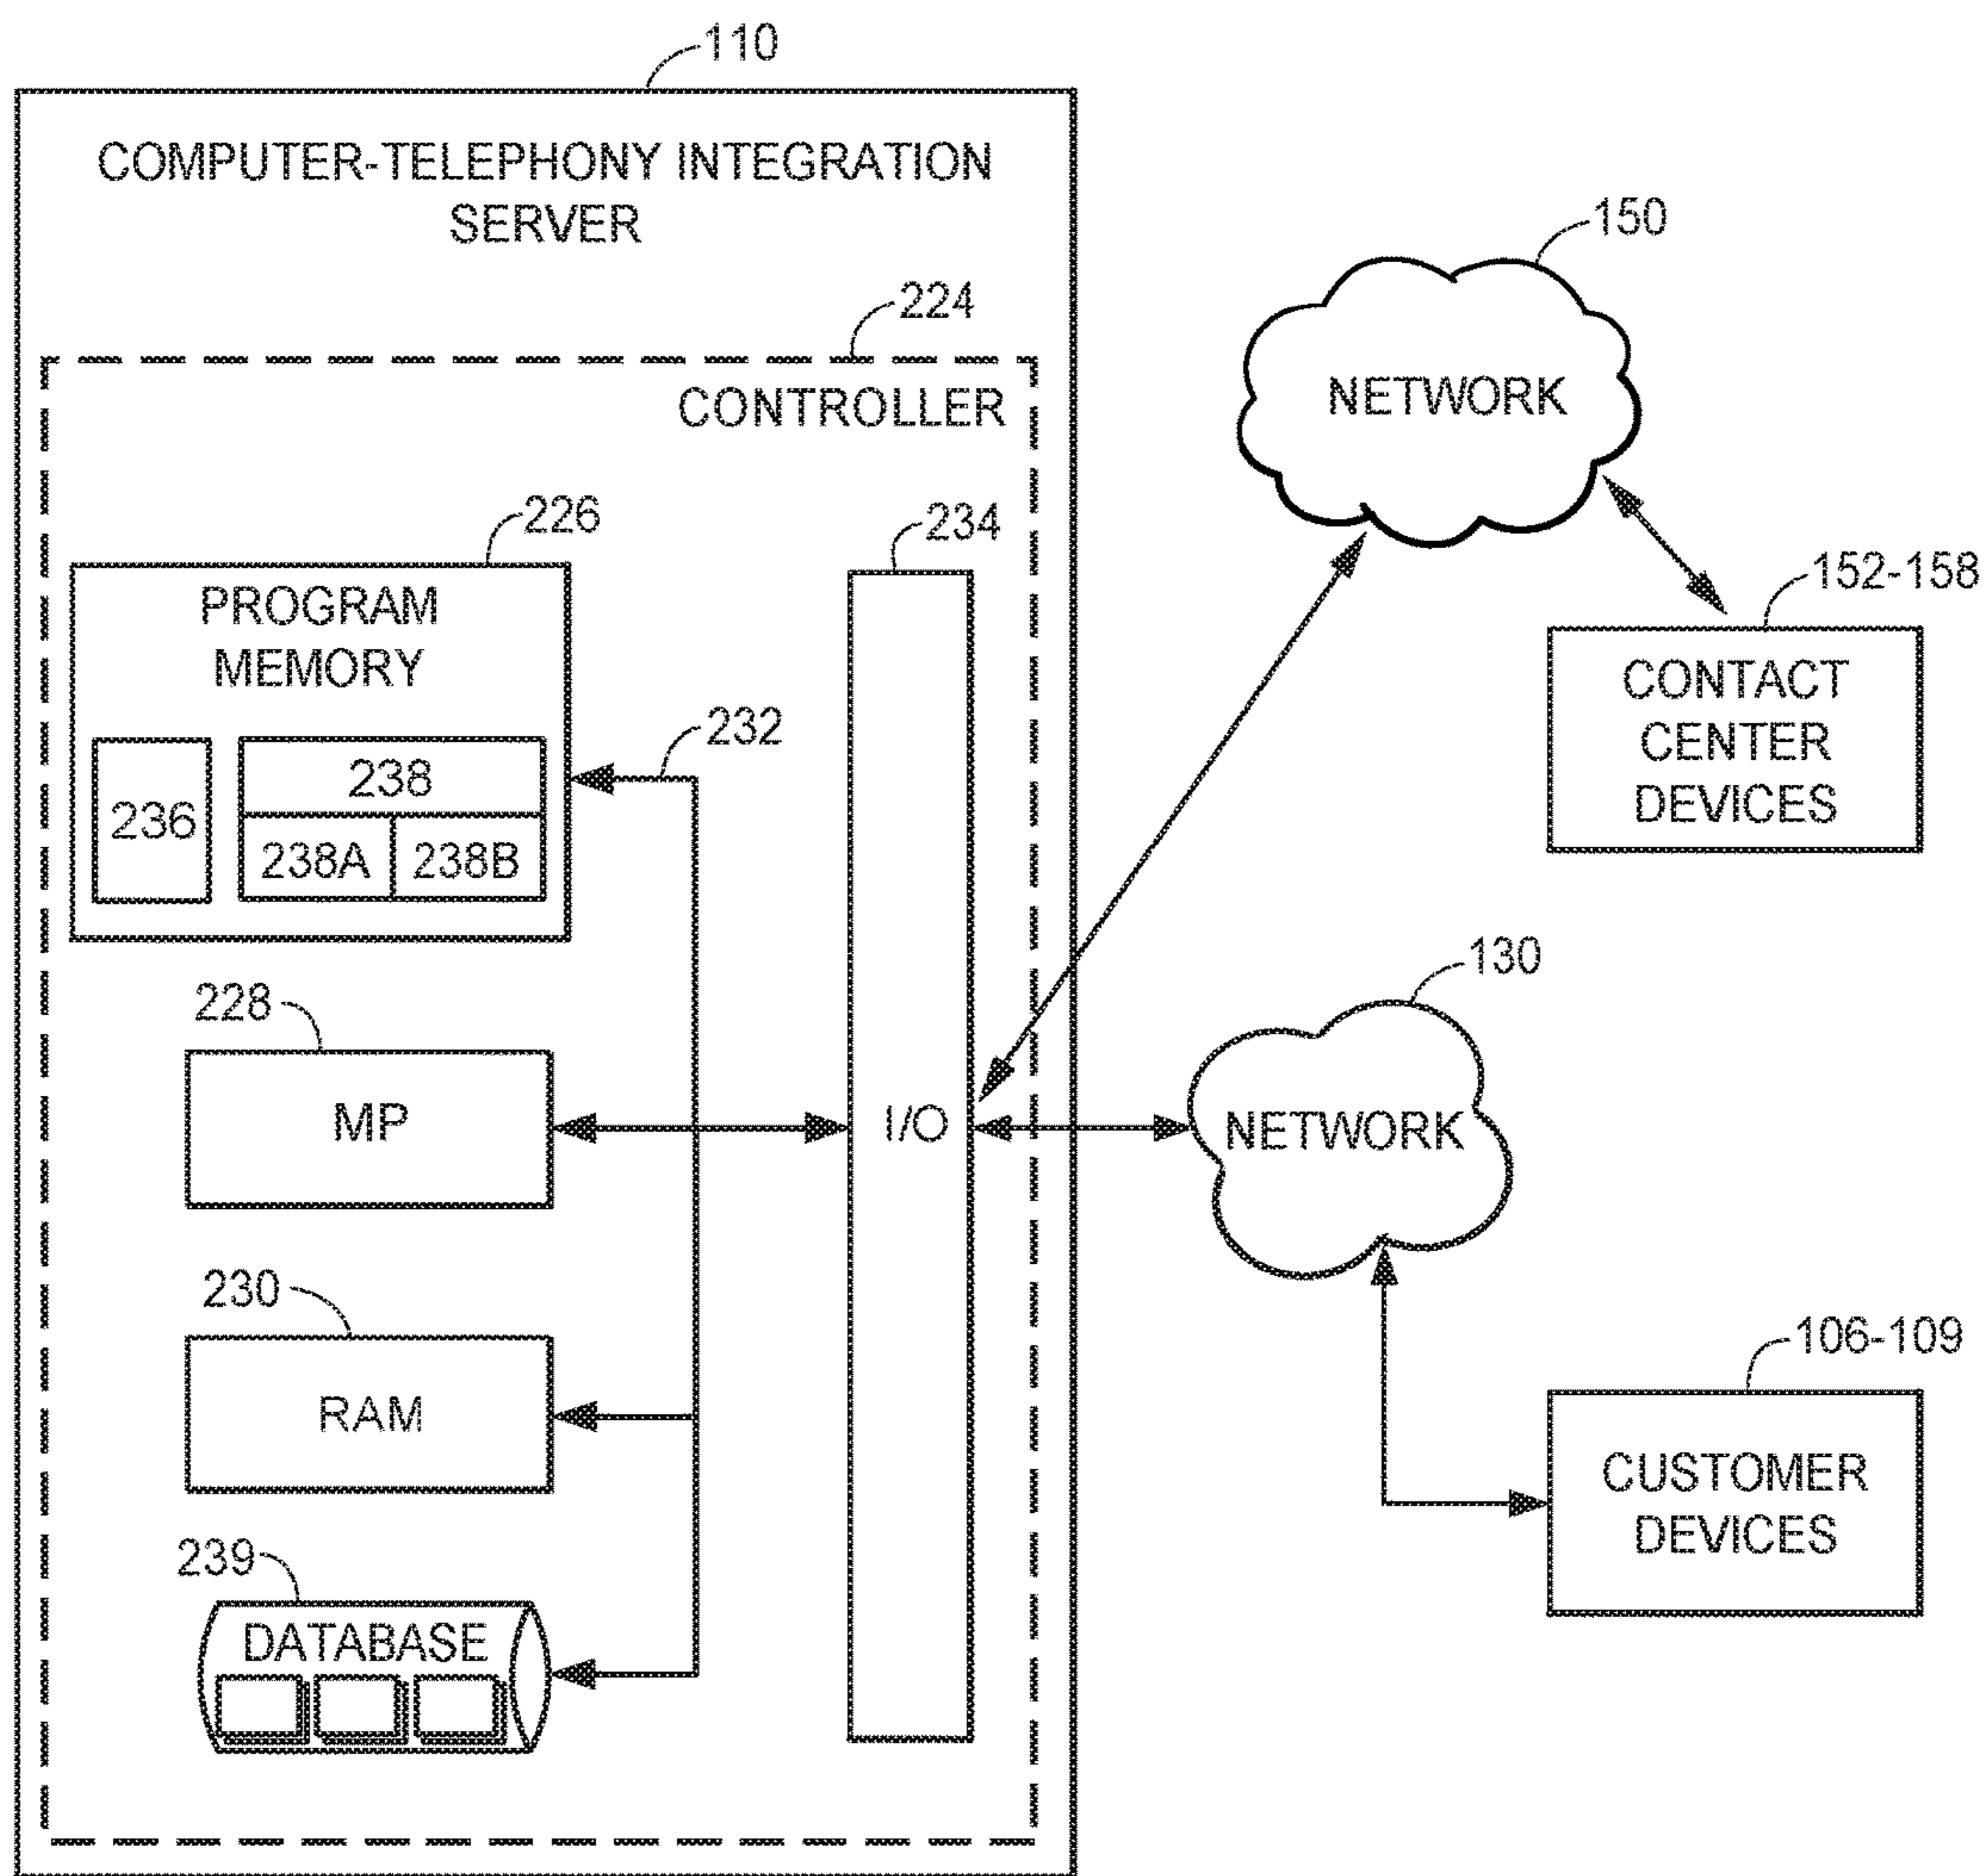 110
COMPUTER-TELEPHONY INTEGRATION
SERVER
150
224
CONTROLLER
NETWORK
226
234
152-158
PROGRAM
MEMORY
CONTACT
CENTER
DEVICES
232
236
238
238A
238B
130
228
MP
I/O
NETWORK
230
RAM
106-109
CUSTOMER
DEVICES
239
DATABASE